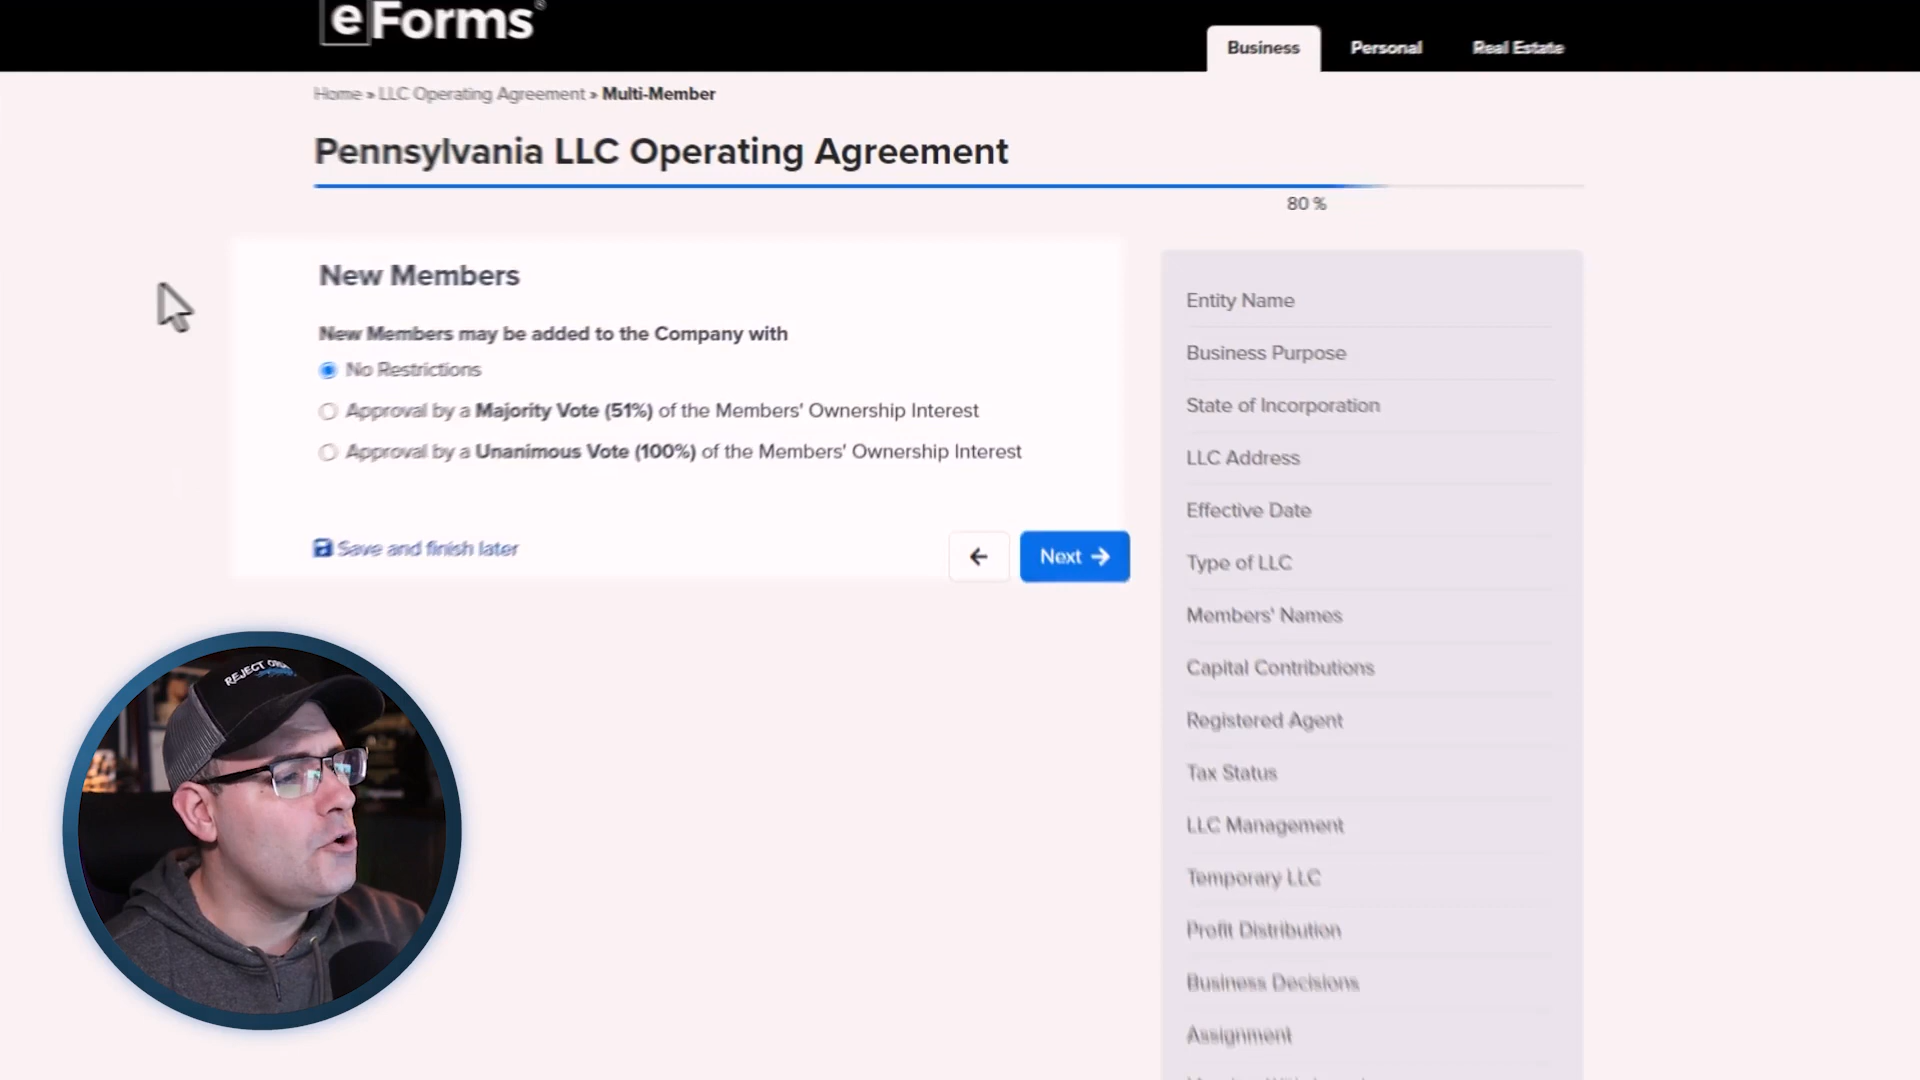 eForms
Business
Personal
Real Estate
Home » LLC Operating Agreement » Multi-Member
Pennsylvania LLC Operating Agreement
80 %
New Members
New Members may be added to the Company with
No Restrictions
Approval by a Majority Vote (51%) of the Members' Ownership Interest
Approval by a Unanimous Vote (100%) of the Members' Ownership Interest
Save and finish later
Next
Entity Name
Business Purpose
State of Incorporation
LLC Address
Effective Date
Type of LLC
Members' Names
Capital Contributions
Registered Agent
Tax Status
LLC Management
Temporary LLC
Profit Distribution
Business Decisions
Assignment
REJECT